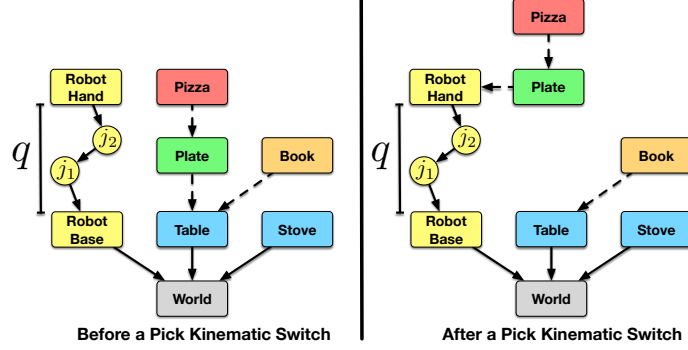 Robot
Hand
Pizza
j2
q
Plate
Book
j1
Robot
Base
Table
Stove
World
Before a Pick Kinematic Switch
Pizza
Robot
Hand
Plate
j2
q
Book
j1
Robot
Base
Table
Stove
World
After a Pick Kinematic Switch